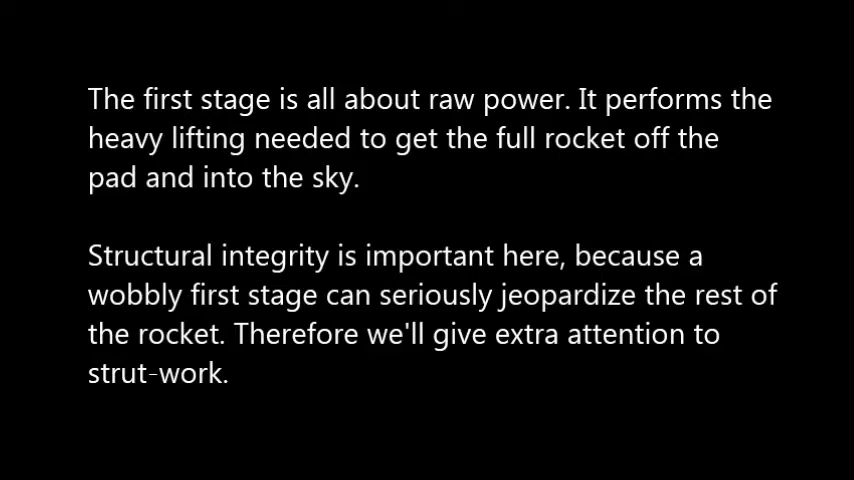 The first stage is all about raw power. It performs the
heavy lifting needed to get the full rocket off the
pad and into the sky.
Structural integrity is important here, because a
wobbly first stage can seriously jeopardize the rest of
the rocket. Therefore we'll give extra attention to
strut-work.